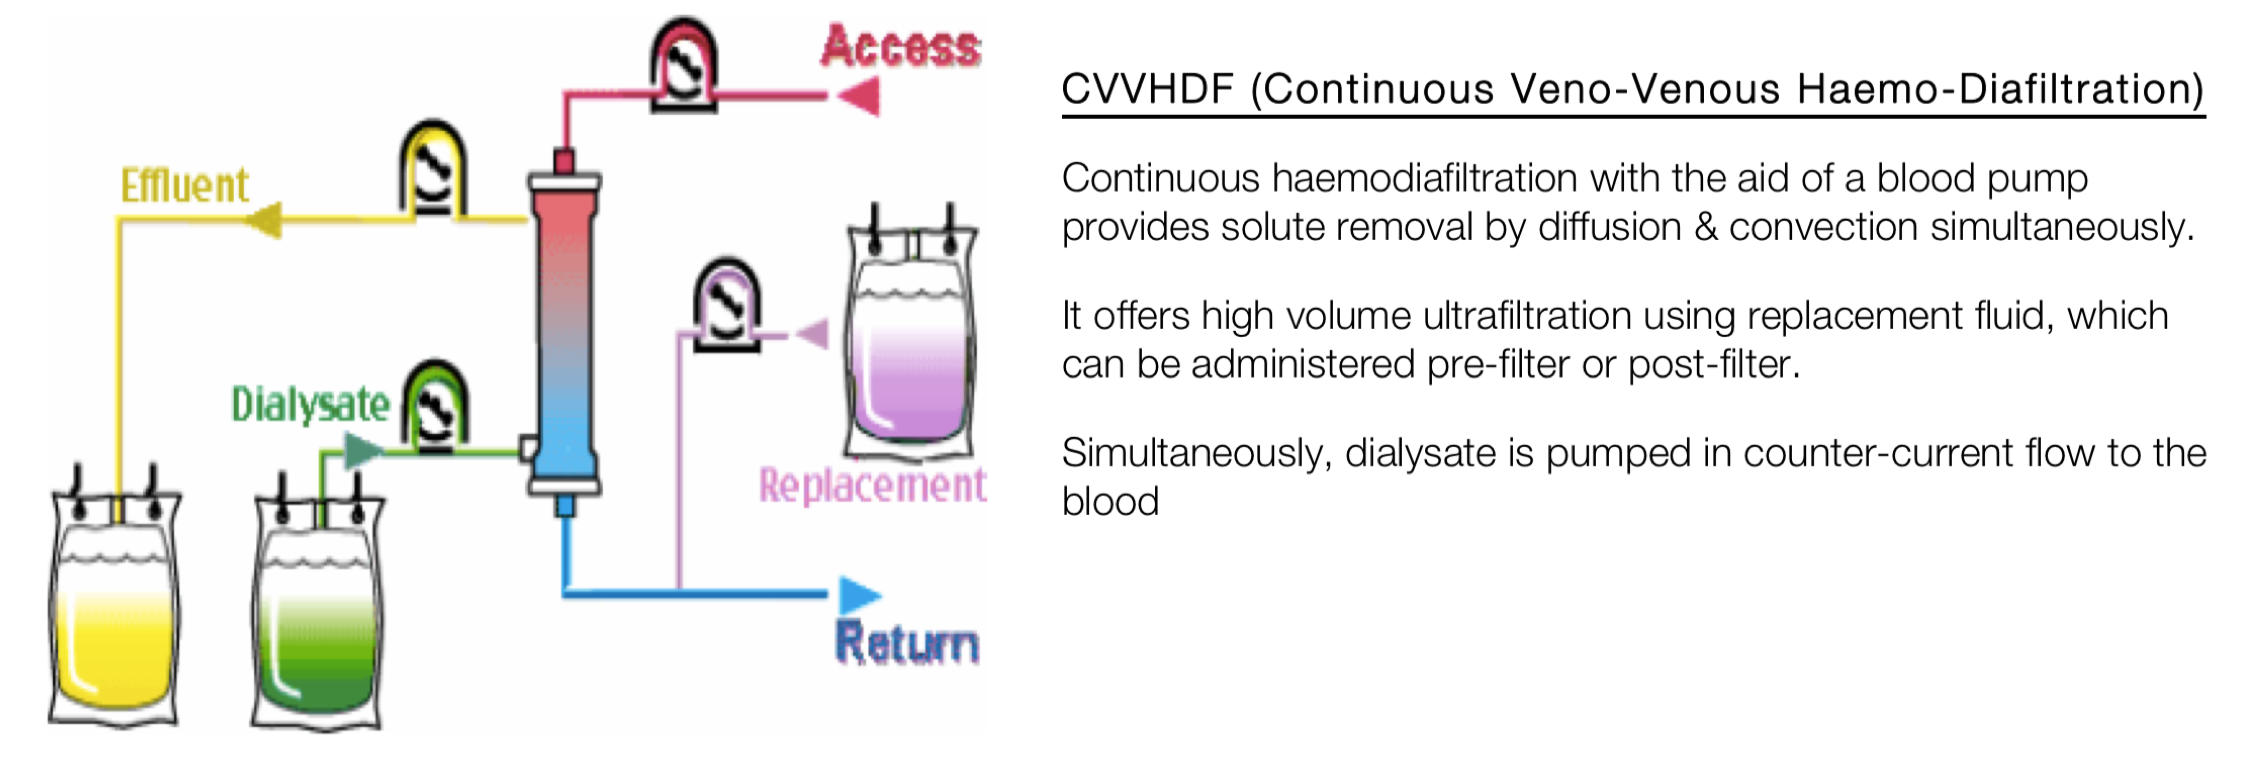 Access
Effluent
Dialysate
Replacement
Return
CVVHDF (Continuous Veno-Venous Haemo-Diafiltration)
Continuous haemodiafiltration with the aid of a blood pump
provides solute removal by diffusion & convection simultaneously.
It offers high volume ultrafiltration using replacement fluid, which
can be administered pre-filter or post-filter.
Simultaneously, dialysate is pumped in counter-current flow to the
blood